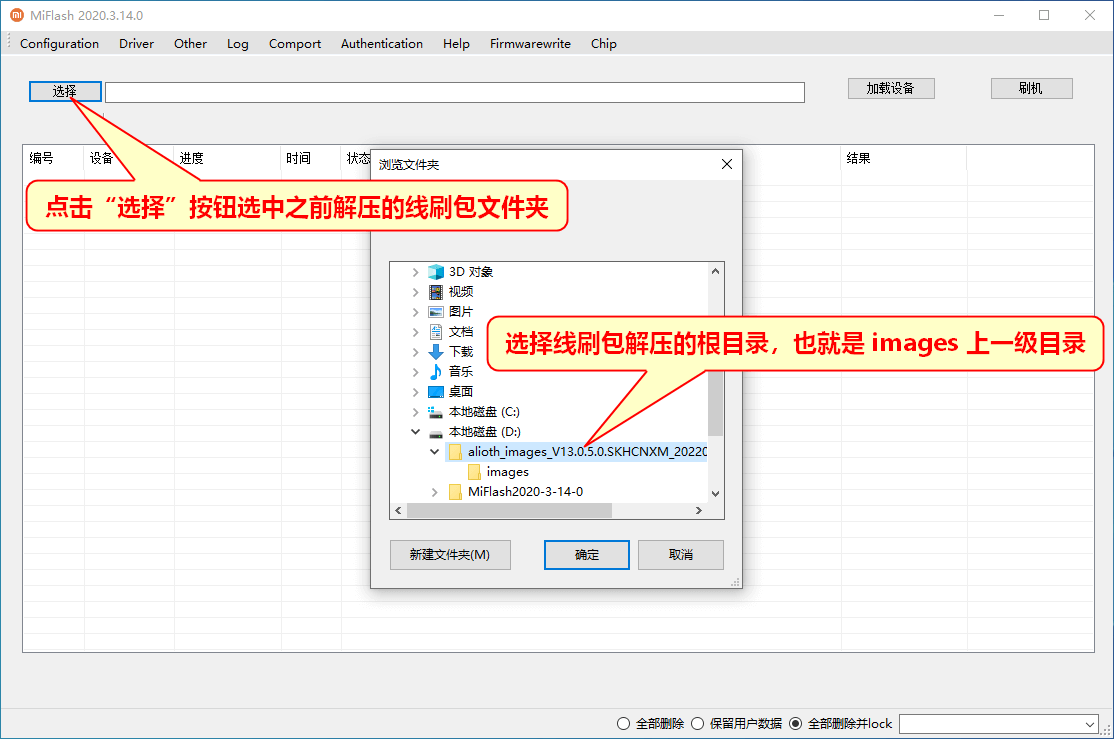 MiFlash 2020.3.14.0
Configuration Driver Other Log Comport Authentication Help Firmwarewrite Chip
选择 加载设备 刷机
编号 设备 进度 时间 状态 结果
点击“选择”按钮选中之前解压的线刷包文件夹
浏览文件夹
3D 对象
视频
图片
文档
下载
音乐
桌面
本地磁盘 (C:)
本地磁盘 (D:)
alioth_images_V13.0.5.0.SKHCNXM_20220
images
MiFlash2020-3-14-0
选择线刷包解压的根目录，也就是 images 上一级目录
新建文件夹(M) 确定 取消
全部删除 保留用户数据 全部删除并lock